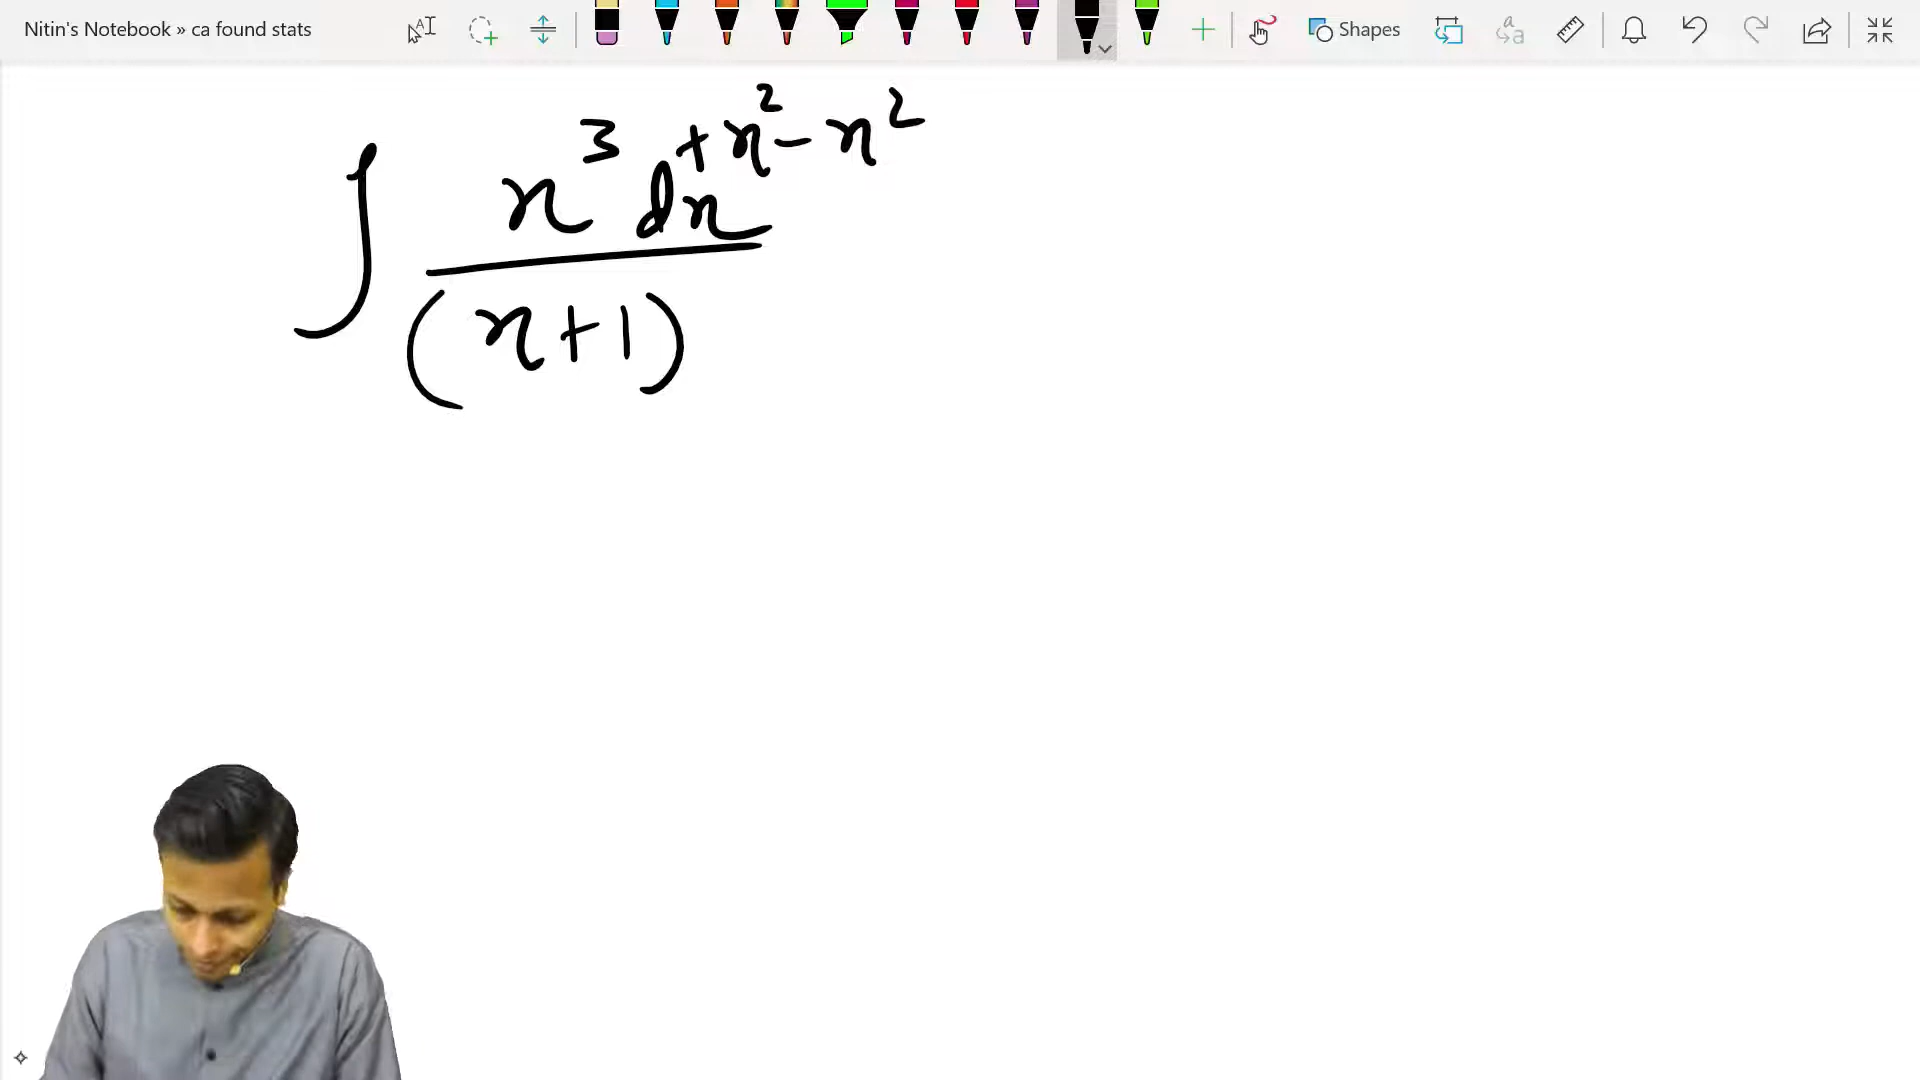 Nitin's Notebook » ca found stats
Shapes
∫ x³ dx + x² - x²
(x+1)